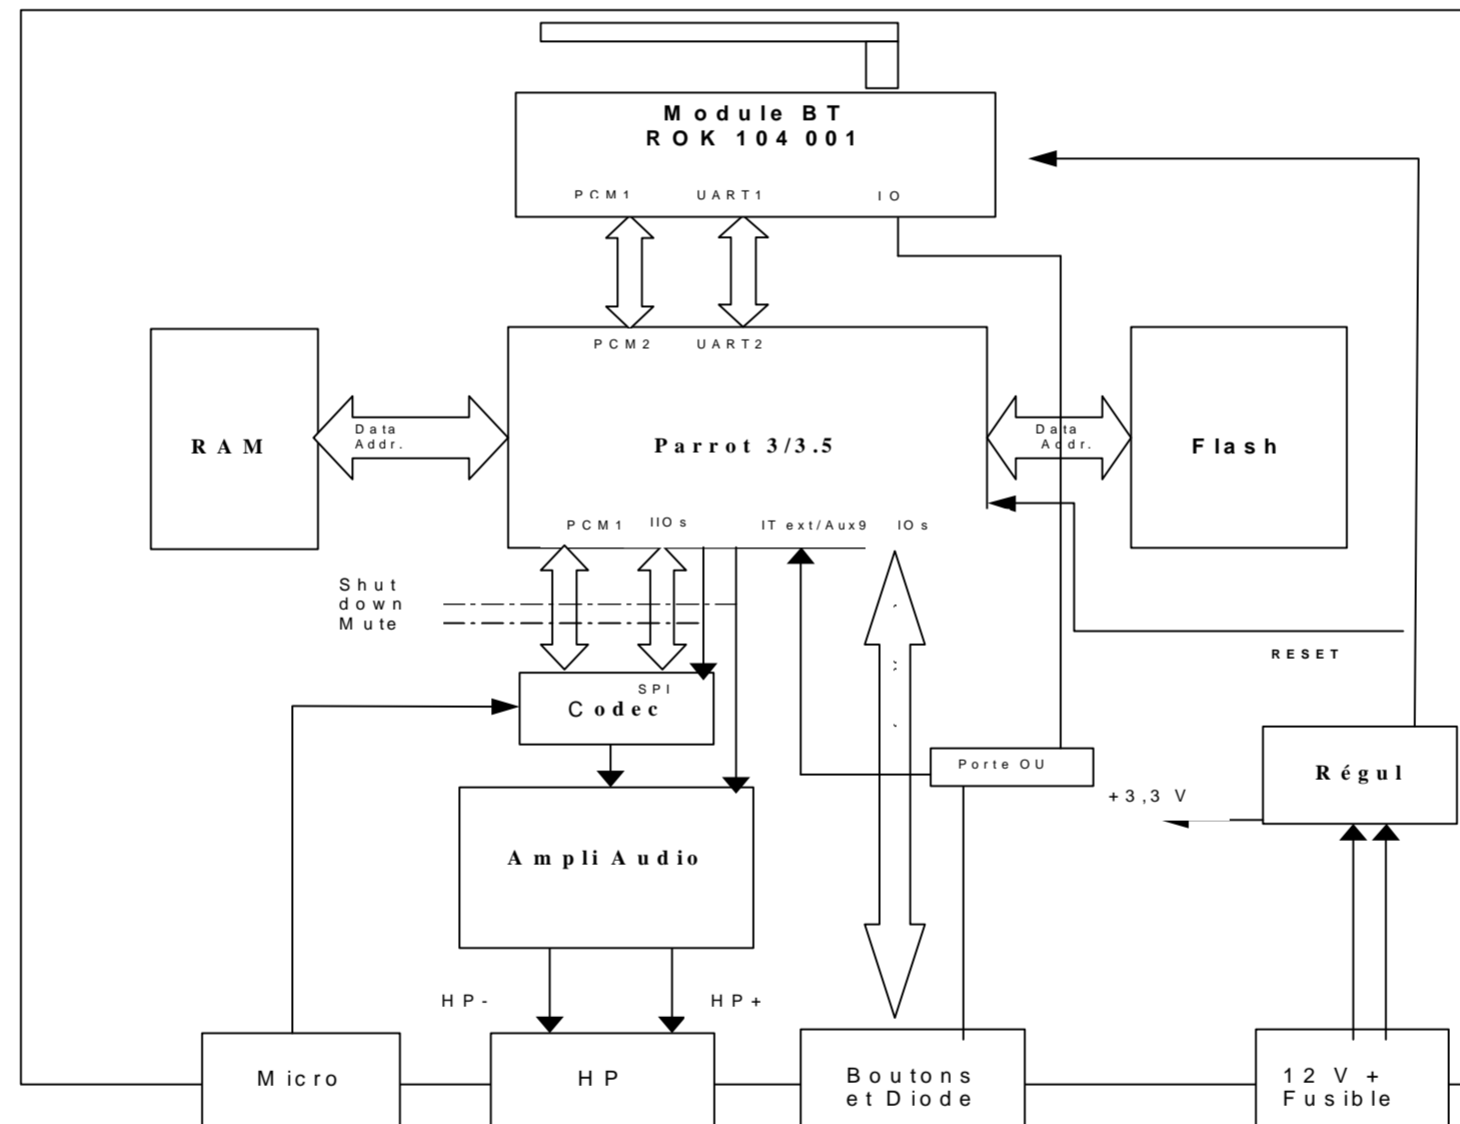 Module BT
ROK 104 001
PCM1 UART1 IO
PCM2 UART2
RAM
Data
Addr.
Parrot 3/3.5
Data
Addr.
Flash
PCM1 IIOs IT ext/Aux9 IOs
Shut
down
Mute
RESET
SPI
Codec
Porte OU
Régul
+3,3 V
Ampli Audio
HP- HP+
Micro
HP
Boutons
et Diode
12 V +
Fusible